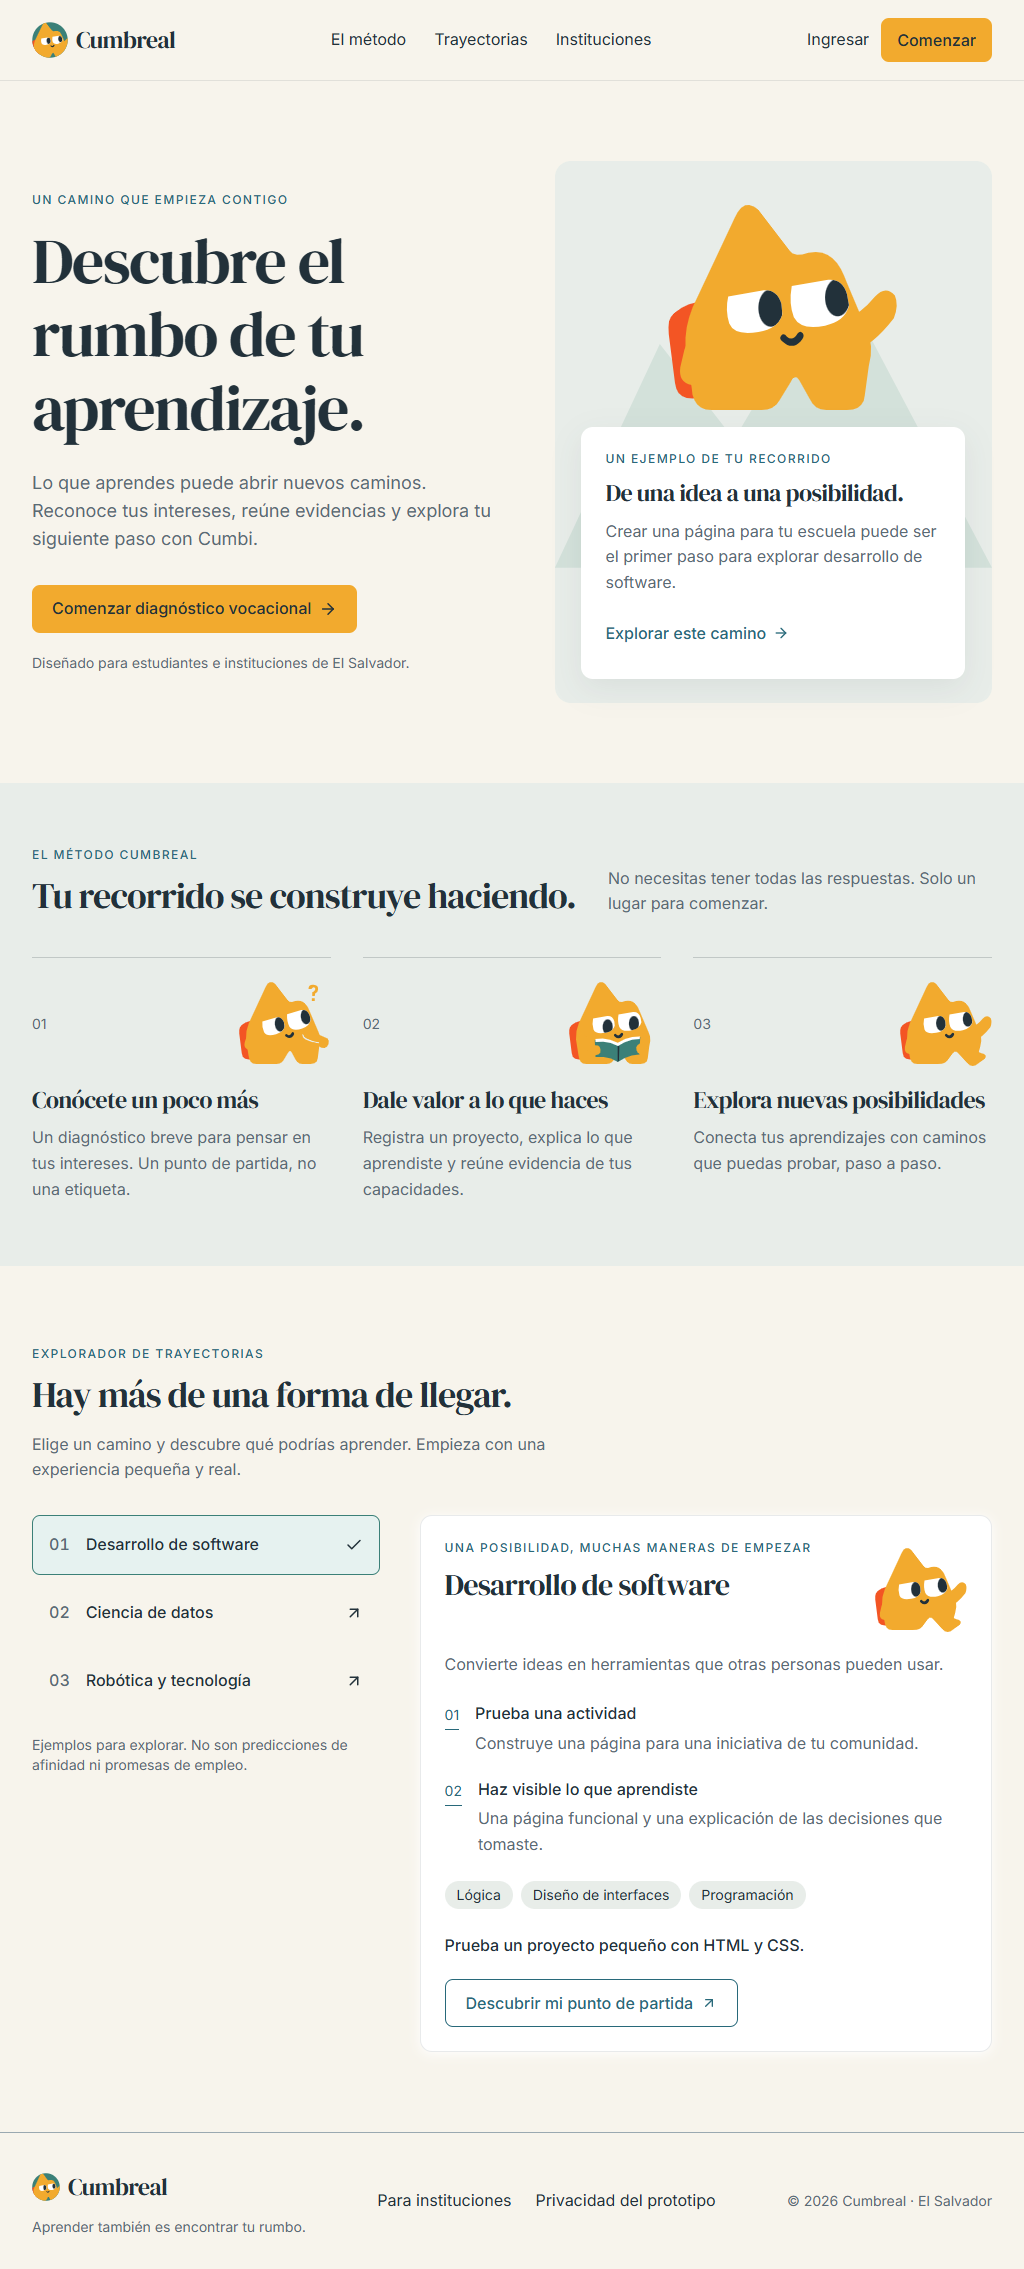 Cumbreal
El método
Trayectorias
Instituciones
Ingresar
Comenzar
UN CAMINO QUE EMPIEZA CONTIGO
Descubre el
rumbo de tu
aprendizaje.
Lo que aprendes puede abrir nuevos caminos.
Reconoce tus intereses, reúne evidencias y explora tu
siguiente paso con Cumbi.
Comenzar diagnóstico vocacional →
Diseñado para estudiantes e instituciones de El Salvador.
UN EJEMPLO DE TU RECORRIDO
De una idea a una posibilidad.
Crear una página para tu escuela puede ser
el primer paso para explorar desarrollo de
software.
Explorar este camino →
EL MÉTODO CUMBREAL
Tu recorrido se construye haciendo.
No necesitas tener todas las respuestas. Solo un
lugar para comenzar.
01
?
Conócete un poco más
Un diagnóstico breve para pensar en
tus intereses. Un punto de partida, no
una etiqueta.
02
Dale valor a lo que haces
Registra un proyecto, explica lo que
aprendiste y reúne evidencia de tus
capacidades.
03
Explora nuevas posibilidades
Conecta tus aprendizajes con caminos
que puedas probar, paso a paso.
EXPLORADOR DE TRAYECTORIAS
Hay más de una forma de llegar.
Elige un camino y descubre qué podrías aprender. Empieza con una
experiencia pequeña y real.
01 Desarrollo de software
02 Ciencia de datos
03 Robótica y tecnología
Ejemplos para explorar. No son predicciones de
afinidad ni promesas de empleo.
UNA POSIBILIDAD, MUCHAS MANERAS DE EMPEZAR
Desarrollo de software
Convierte ideas en herramientas que otras personas pueden usar.
01 Prueba una actividad
Construye una página para una iniciativa de tu comunidad.
02 Haz visible lo que aprendiste
Una página funcional y una explicación de las decisiones que
tomaste.
Lógica
Diseño de interfaces
Programación
Prueba un proyecto pequeño con HTML y CSS.
Descubrir mi punto de partida
Cumbreal
Aprender también es encontrar tu rumbo.
Para instituciones
Privacidad del prototipo
© 2026 Cumbreal · El Salvador